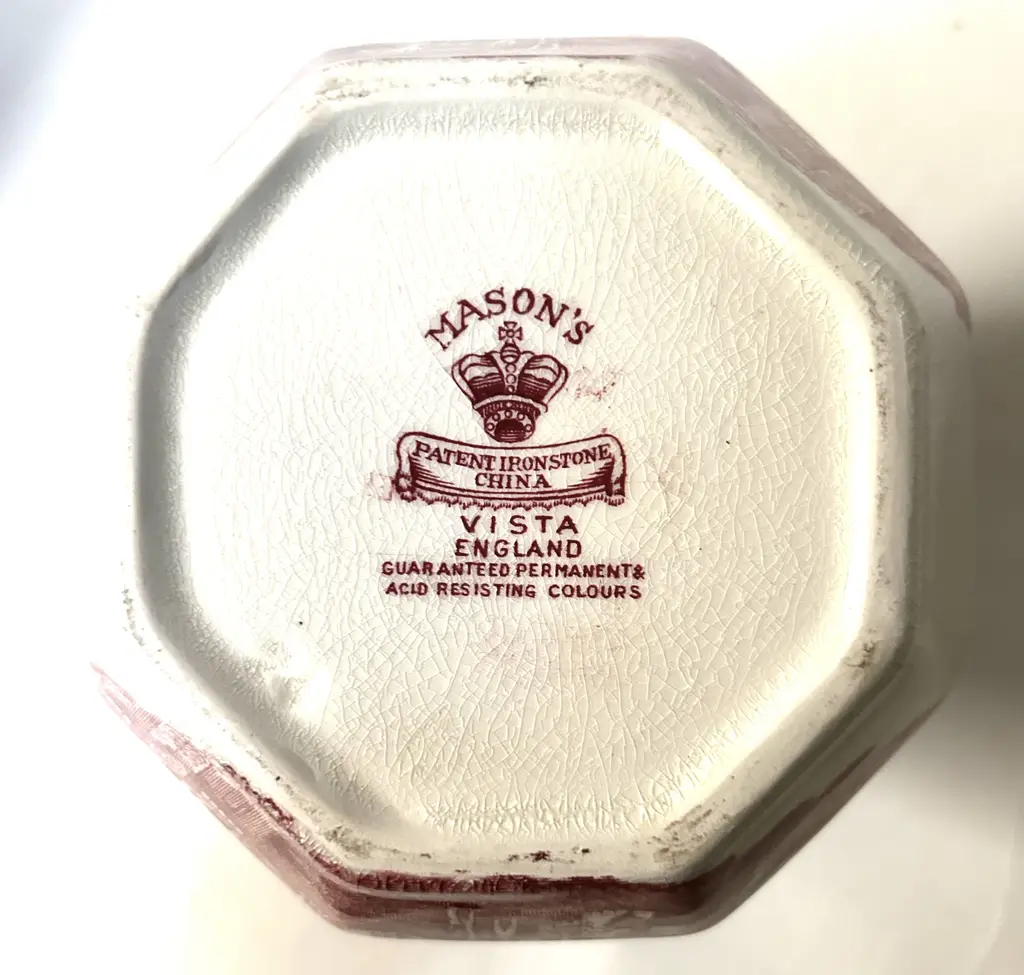 MASON'S
PATENT IRONSTONE
CHINA
VISTA
ENGLAND
GUARANTEED PERMANENT&
ACID RESISTING COLOURS